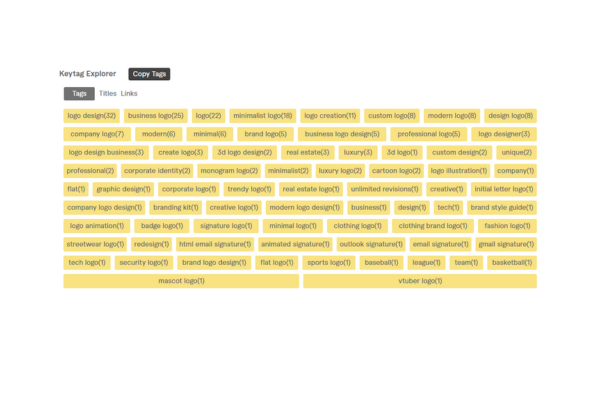 Keytag Explorer Copy Tags
Tags Titles Links
logo design(32) business logo(25) logo(22) minimalist logo(18) logo creation(11) custom logo(8) modern logo(8) design logo(8)
company logo(7) modern(6) minimal(6) brand logo(5) business logo design(5) professional logo(5) logo designer(3)
logo design business(3) create logo(3) 3d logo design(2) real estate(3) luxury(3) 3d logo(1) custom design(2) unique(2)
professional(2) corporate identity(2) monogram logo(2) minimalist(2) luxury logo(2) cartoon logo(2) logo illustration(1) company(1)
flat(1) graphic design(1) corporate logo(1) trendy logo(1) real estate logo(1) unlimited revisions(1) creative(1) initial letter logo(1)
company logo design(1) branding kit(1) creative logo(1) modern logo design(1) business(1) design(1) tech(1) brand style guide(1)
logo animation(1) badge logo(1) signature logo(1) minimal logo(1) clothing logo(1) clothing brand logo(1) fashion logo(1)
streetwear logo(1) redesign(1) html email signature(1) animated signature(1) outlook signature(1) email signature(1) gmail signature(1)
tech logo(1) security logo(1) brand logo design(1) flat logo(1) sports logo(1) baseball(1) league(1) team(1) basketball(1)
mascot logo(1) vtuber logo(1)